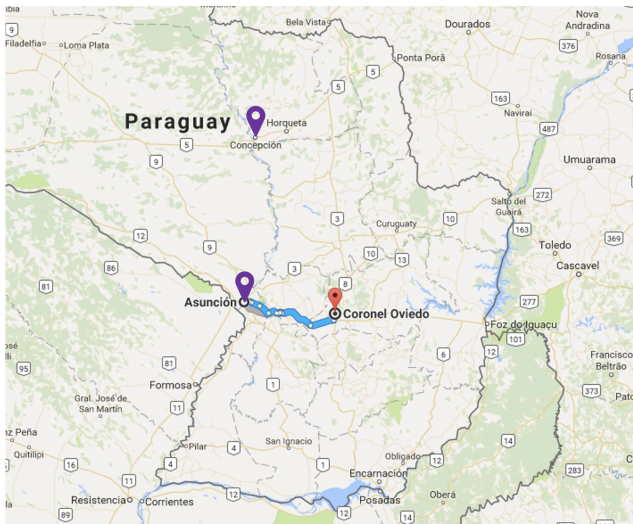 Bela Vista
Dourados
Nova
Andradina
9
Filadelfia
Loma Plata
376
Rosana
Ponta Porã
5
5
163
Naviraí
Paraguay
Horqueta
Concepción
487
5
9
Umuarama
272
Salto del
Guairá
3
Curuguaty
10
163
12
9
369
Toledo
10
13
86
3
Cascavel
8
81
Asunción
Coronel Oviedo
277
Foz do Iguaçu
101
12
6
Francisco
Beltrão
81
95
Formosa
1
Gral. José de
San Martín
11
373
14
nz Peña
Quitilipi
Pilar
4
San Ignacio
Obligado
16
4
1
12
283
11
Encarnación
Resistencia
Corrientes
12
Posadas
Oberá
14
89
12